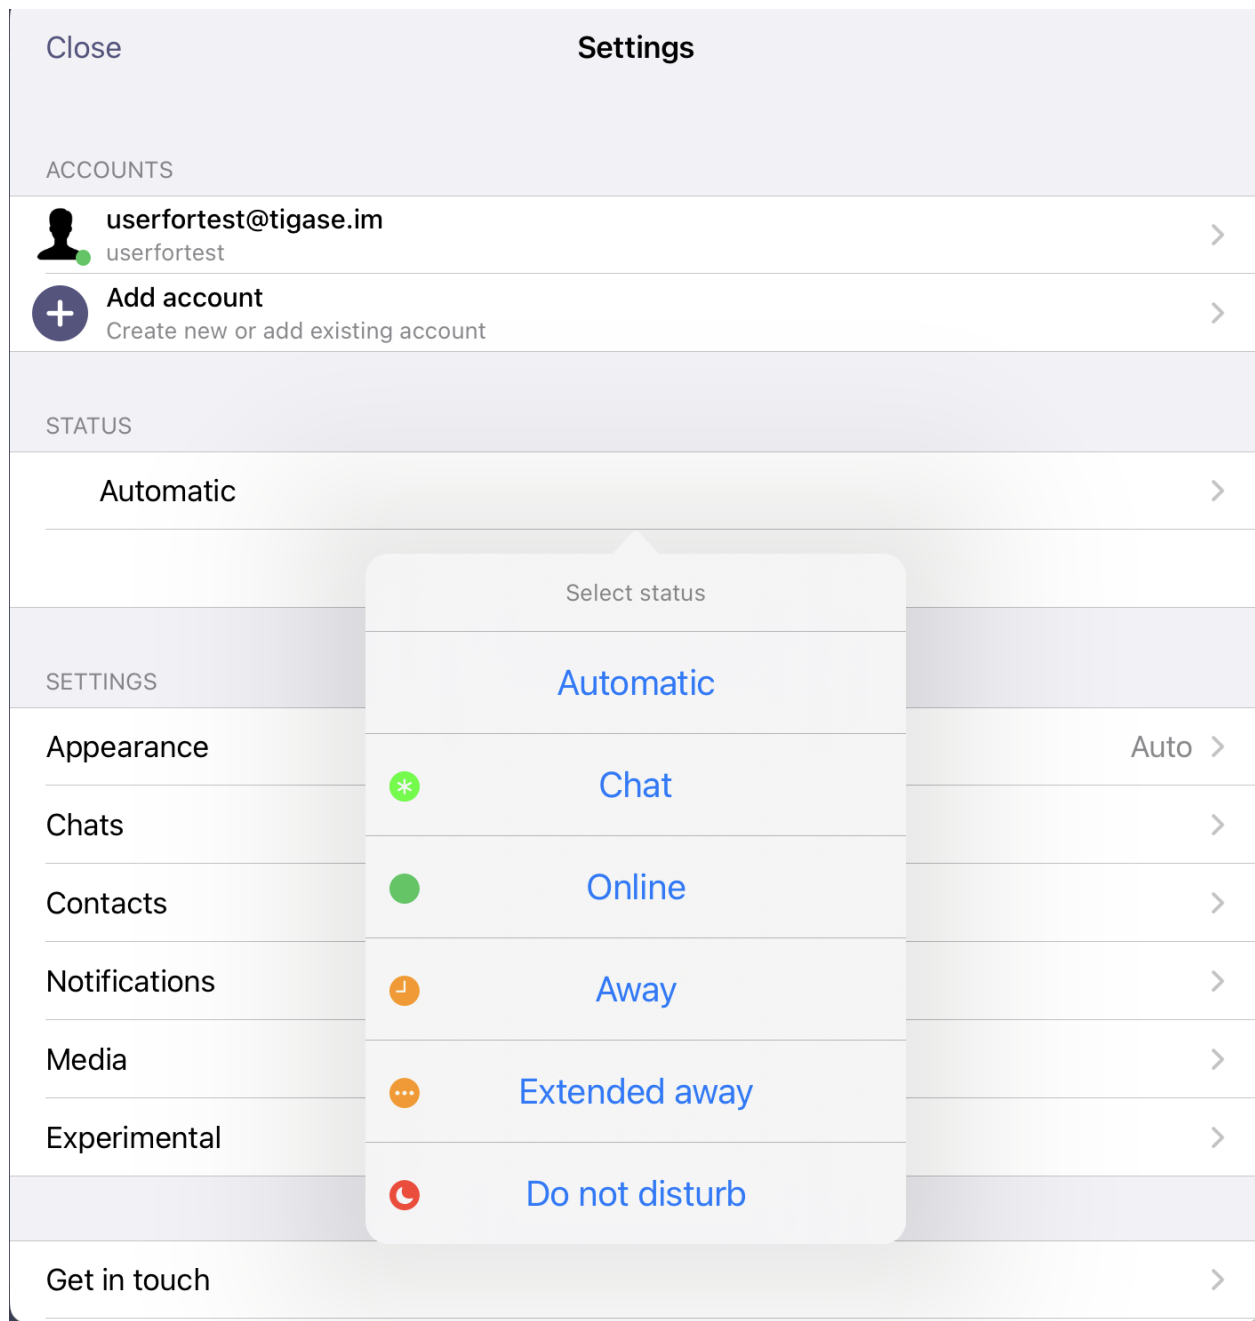 Close
Settings
ACCOUNTS
userfortest@tigase.im
userfortest
Add account
Create new or add existing account
STATUS
Automatic
Select status
Automatic
Chat
Online
Away
Extended away
Do not disturb
SETTINGS
Appearance
Auto
Chats
Contacts
Notifications
Media
Experimental
Get in touch